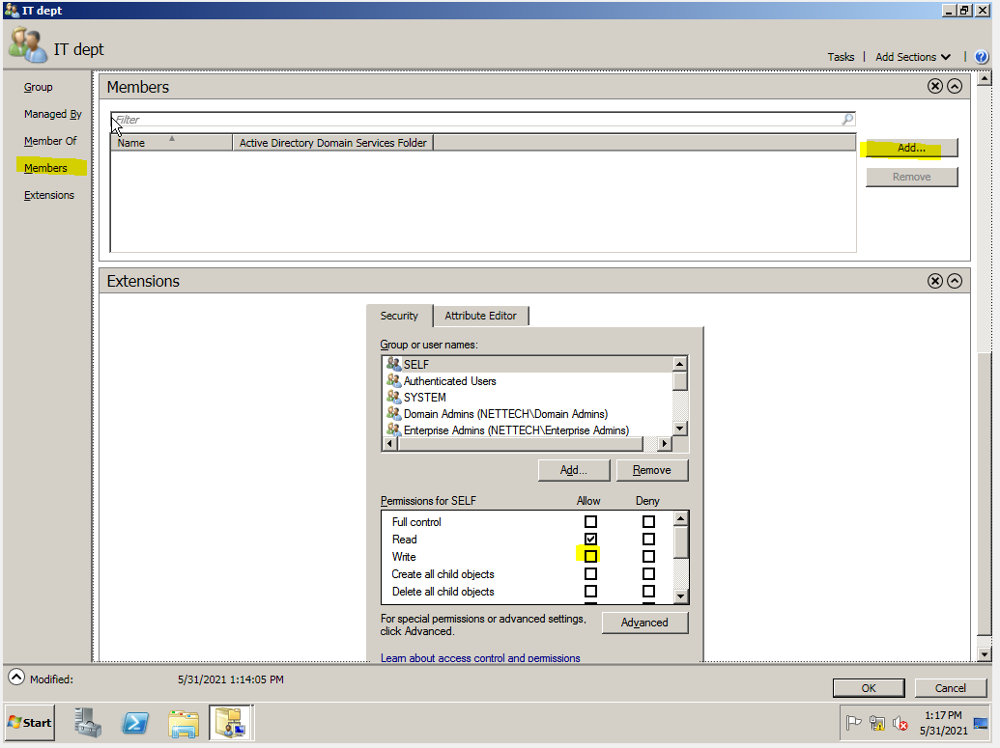 IT dept
IT dept
Tasks | Add Sections |
Group
Managed By
Member Of
Members
Extensions
Members
Filter
Name Active Directory Domain Services Folder
Add...
Remove
Extensions
Security Attribute Editor
Group or user names:
SELF
Authenticated Users
SYSTEM
Domain Admins (NETTECH\Domain Admins)
Enterprise Admins (NETTECH\Enterprise Admins)
Add... Remove
Permissions for SELF Allow Deny
Full control
Read
Write
Create all child objects
Delete all child objects
For special permissions or advanced settings,
click Advanced.
Advanced
Learn about access control and permissions
Modified: 5/31/2021 1:14:05 PM
OK Cancel
Start
1:17 PM
5/31/2021